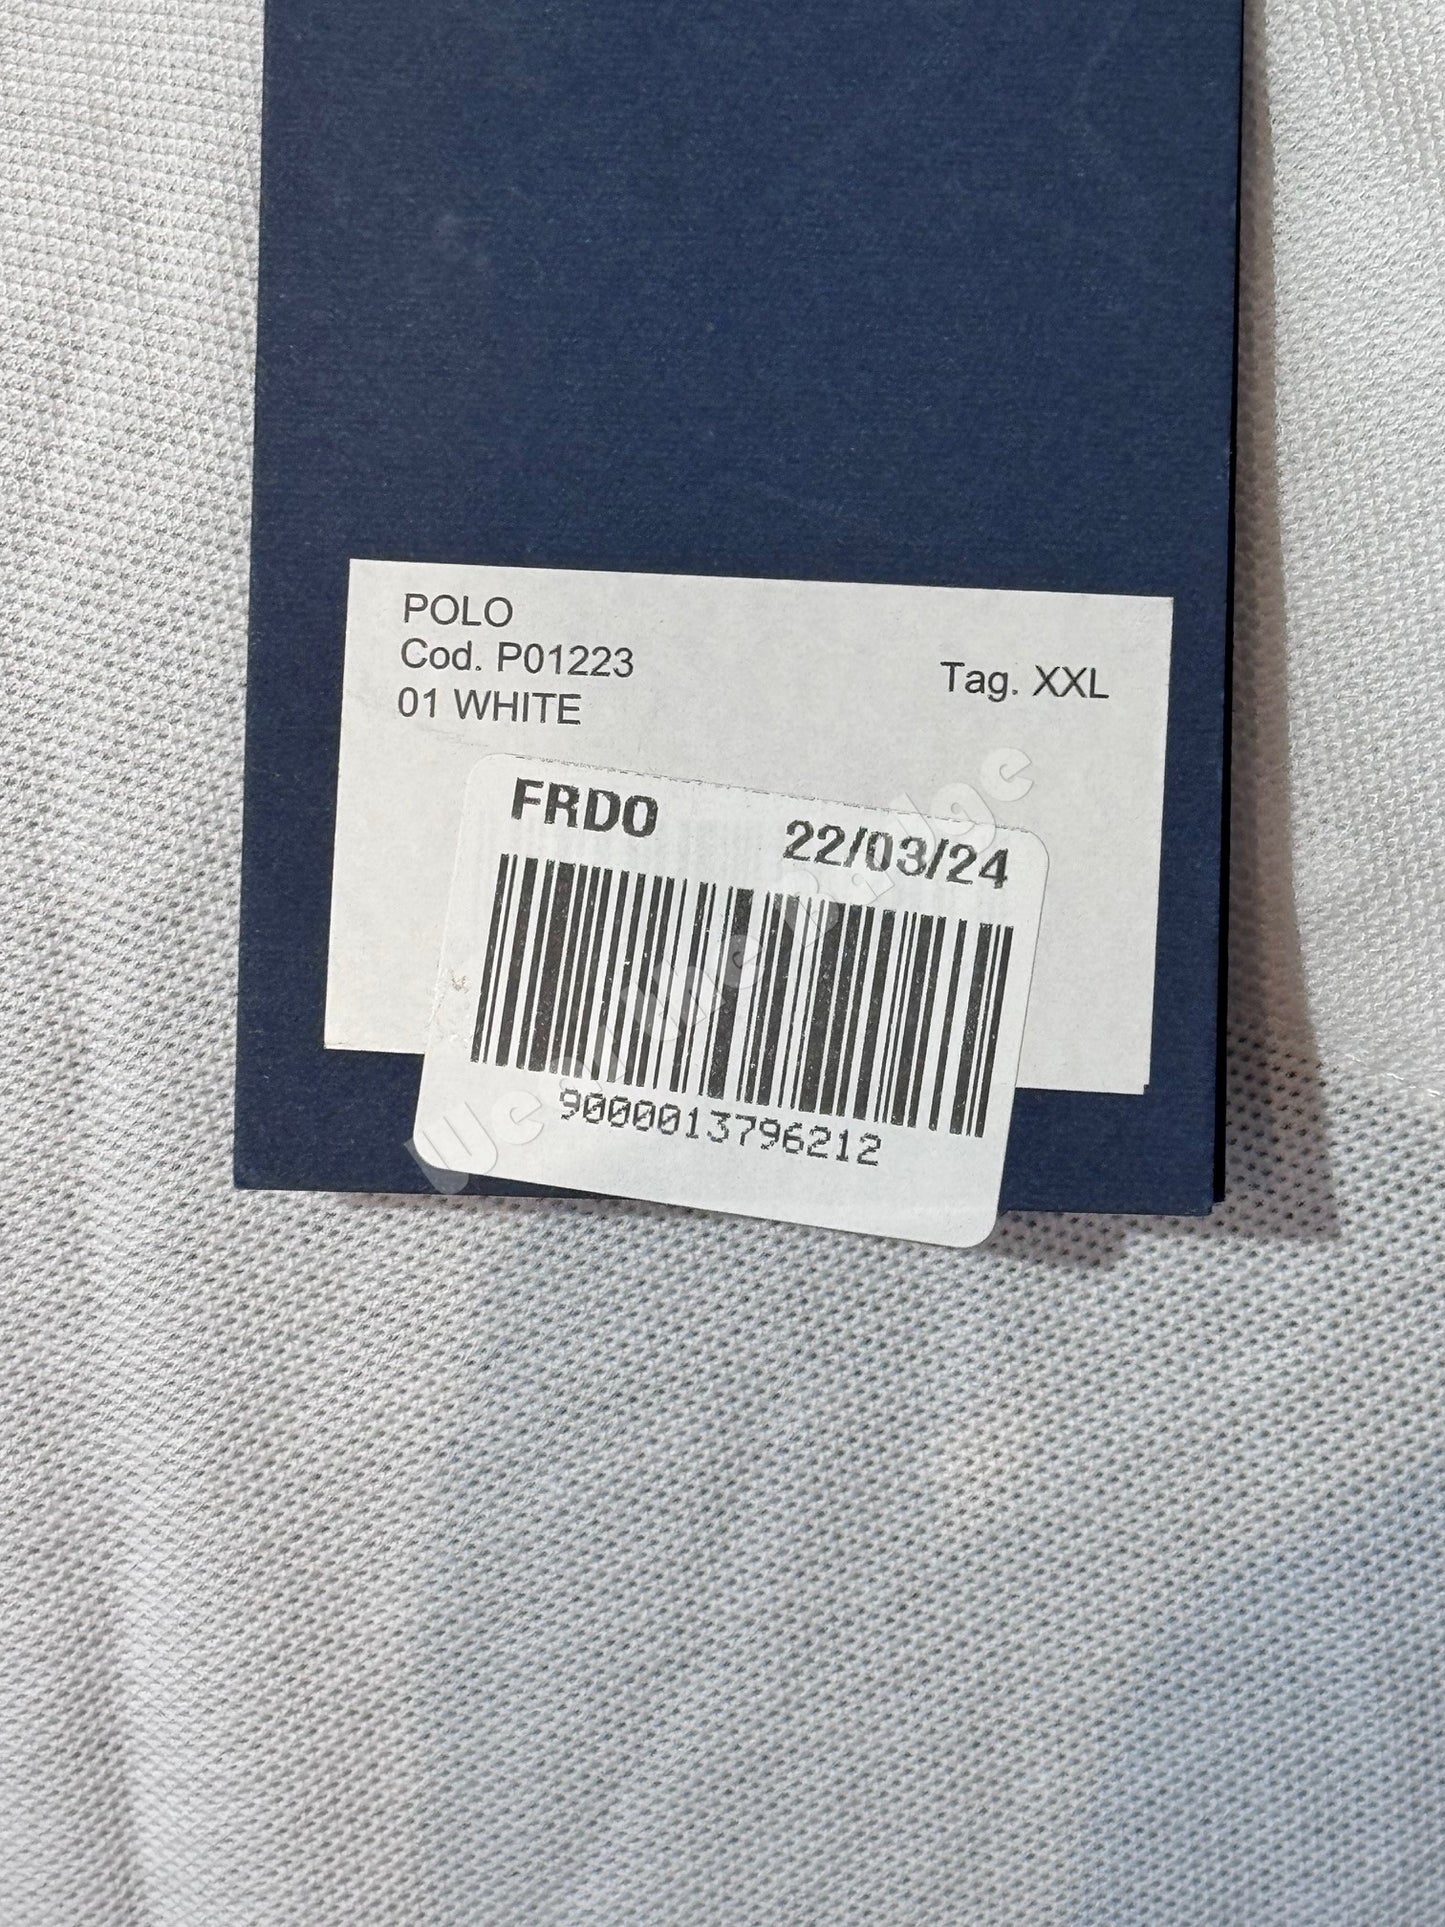 POLO
Cod. P01223
Tag. XXL
01 WHITE
FRDO
22/03/24
9000013796212